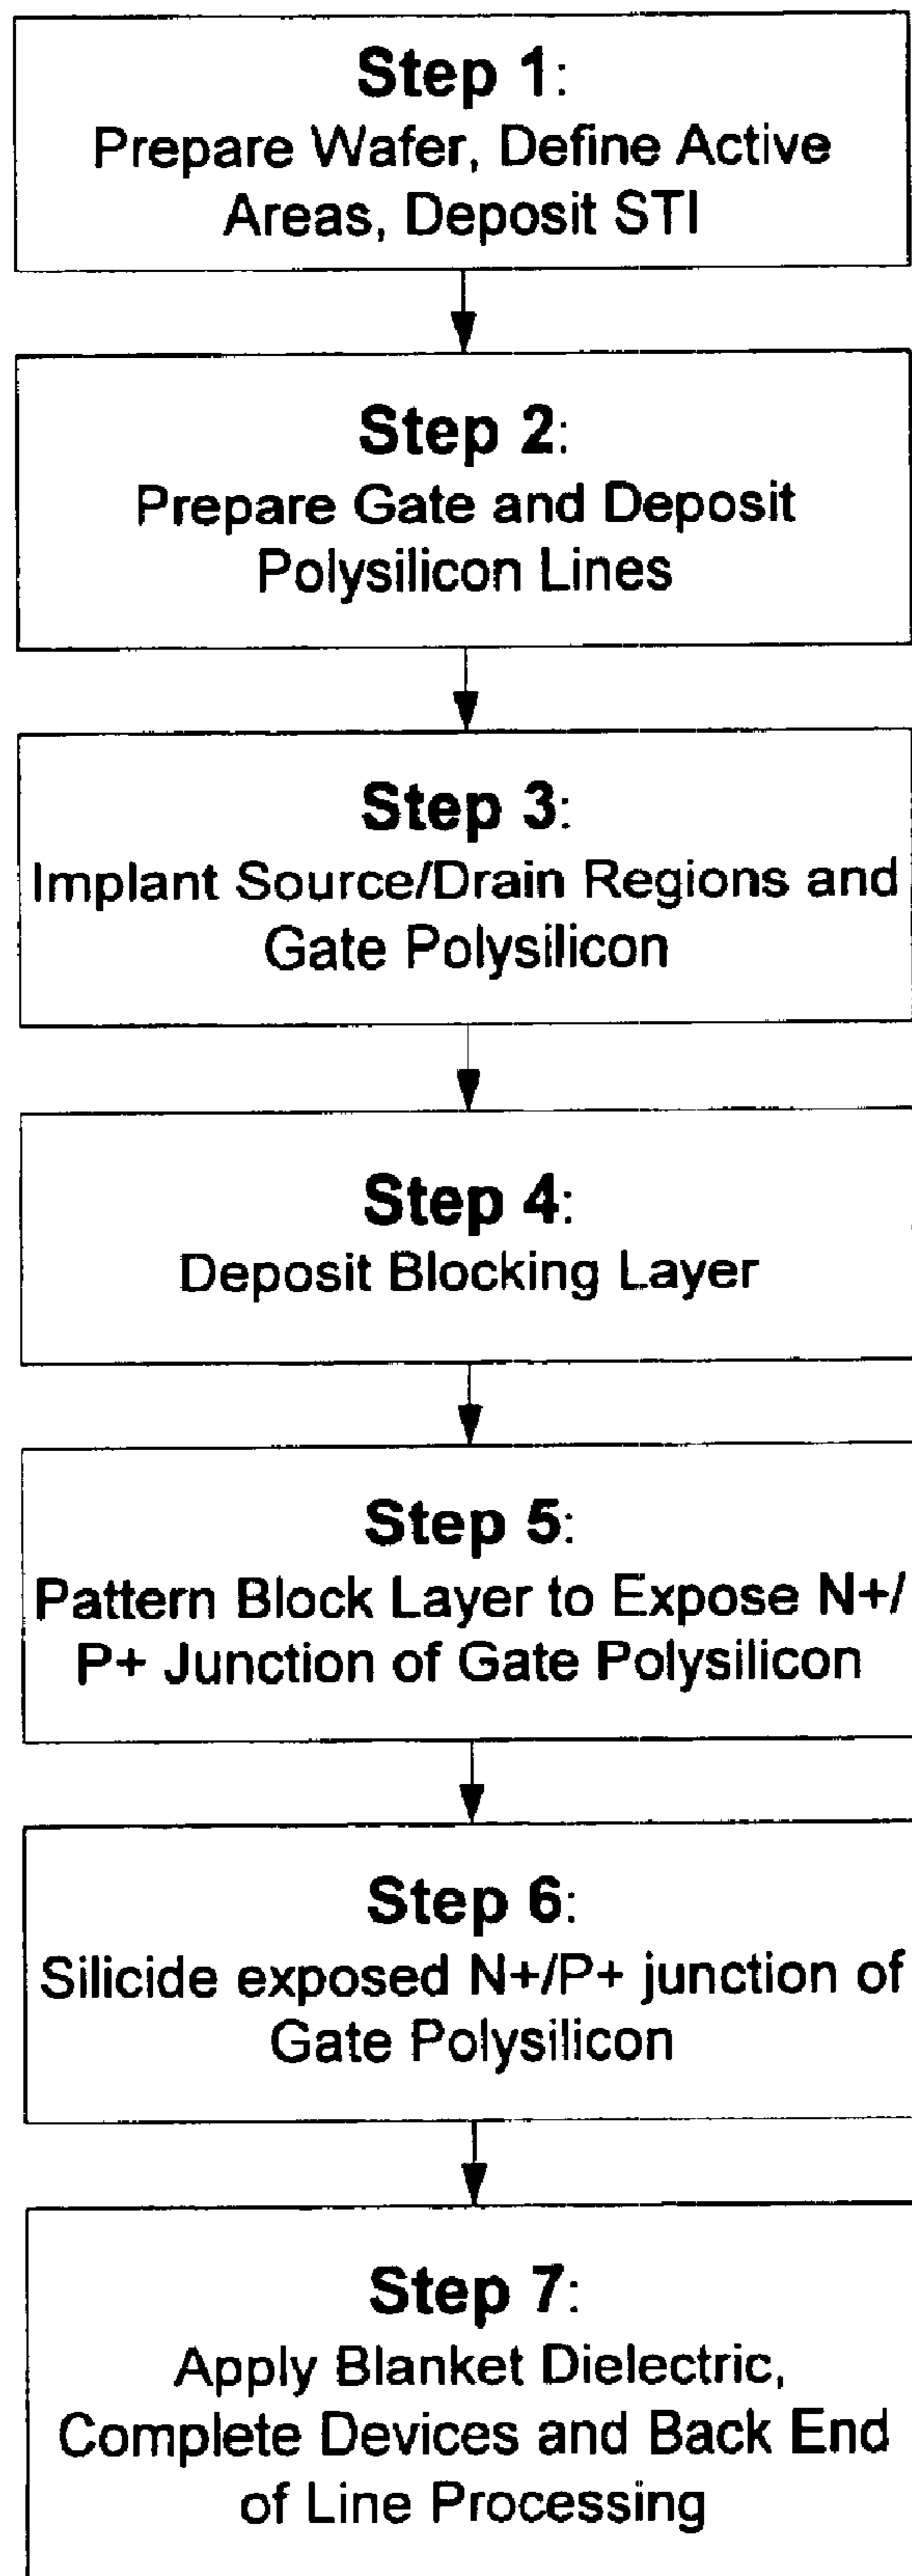 Step 1:
Prepare Wafer, Define Active
Areas, Deposit STI
Step 2:
Prepare Gate and Deposit
Polysilicon Lines
Step 3:
Implant Source/Drain Regions and
Gate Polysilicon
Step 4:
Deposit Blocking Layer
Step 5:
Pattern Block Layer to Expose N+/
P+ Junction of Gate Polysilicon
Step 6:
Silicide exposed N+/P+ junction of
Gate Polysilicon
Step 7:
Apply Blanket Dielectric,
Complete Devices and Back End
of Line Processing